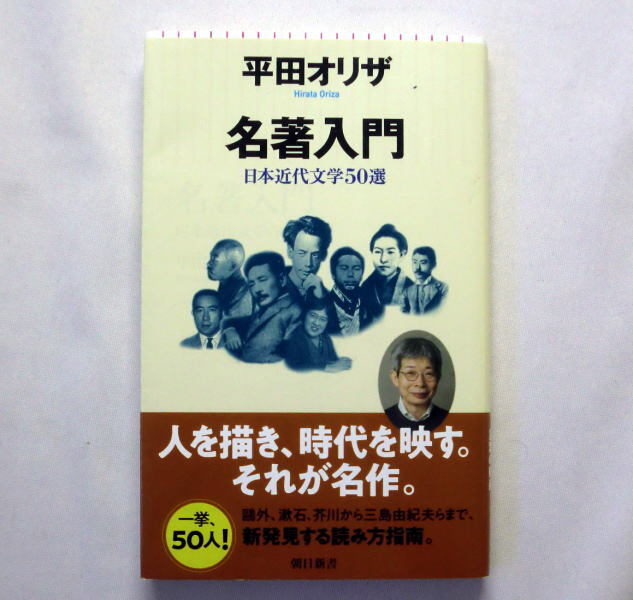 平田オリザ
Hirata Oriza
名著入門
日本近代文学50選
人を描き、時代を映す。
それが名作。
一挙、
50人!
鷗外、漱石、芥川から三島由紀夫らまで、
新発見する読み方指南。
朝日新書